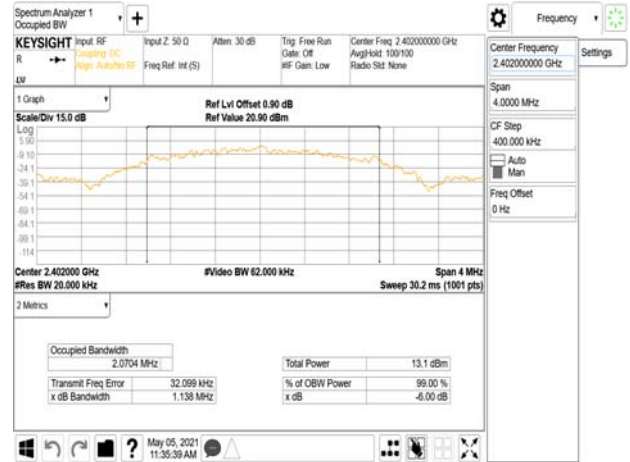 Spectrum Analyzer 1
Occupied BW
Frequency
KEYSIGHT
Input: RF
Coupling: DC
Align: Auto/No RF
Input Z: 50 Ω
Freq Ref: Int (S)
Atten: 30 dB
Trig: Free Run
Gate: Off
#IF Gain: Low
Center Freq: 2.402000000 GHz
Avg|Hold: 100/100
Radio Std: None
R
Center Frequency
2.402000000 GHz
Settings
Span
4.0000 MHz
CF Step
400.000 kHz
Auto
Man
Freq Offset
0 Hz
1 Graph
Scale/Div 15.0 dB
Ref Lvl Offset 0.90 dB
Ref Value 20.90 dBm
Log
5.90
-9.10
-24.1
-39.1
-54.1
-69.1
-84.1
-99.1
-114
Center 2.402000 GHz
#Res BW 20.000 kHz
#Video BW 62.000 kHz
Span 4 MHz
Sweep 30.2 ms (1001 pts)
2 Metrics
Occupied Bandwidth
2.0704 MHz
Total Power 13.1 dBm
Transmit Freq Error 32.099 kHz
% of OBW Power 99.00 %
x dB Bandwidth 1.138 MHz
x dB -6.00 dB
?
May 05, 2021
11:35:39 AM